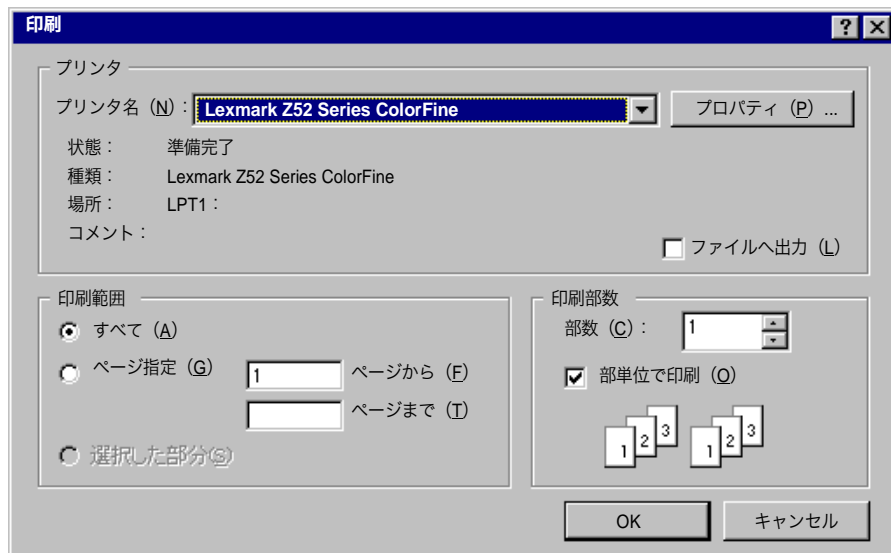 印刷
プリンタ
プリンタ名（N）： Lexmark Z52 Series ColorFine プロパティ（P）...
状態： 準備完了
種類： Lexmark Z52 Series ColorFine
場所： LPT1：
コメント：
ファイルへ出力（L）
印刷範囲
すべて（A）
ページ指定（G） 1 ページから（F）
ページまで（T）
選択した部分(S)
印刷部数
部数（C）： 1
部単位で印刷（O）
1 2 3 1 2 3
OK キャンセル